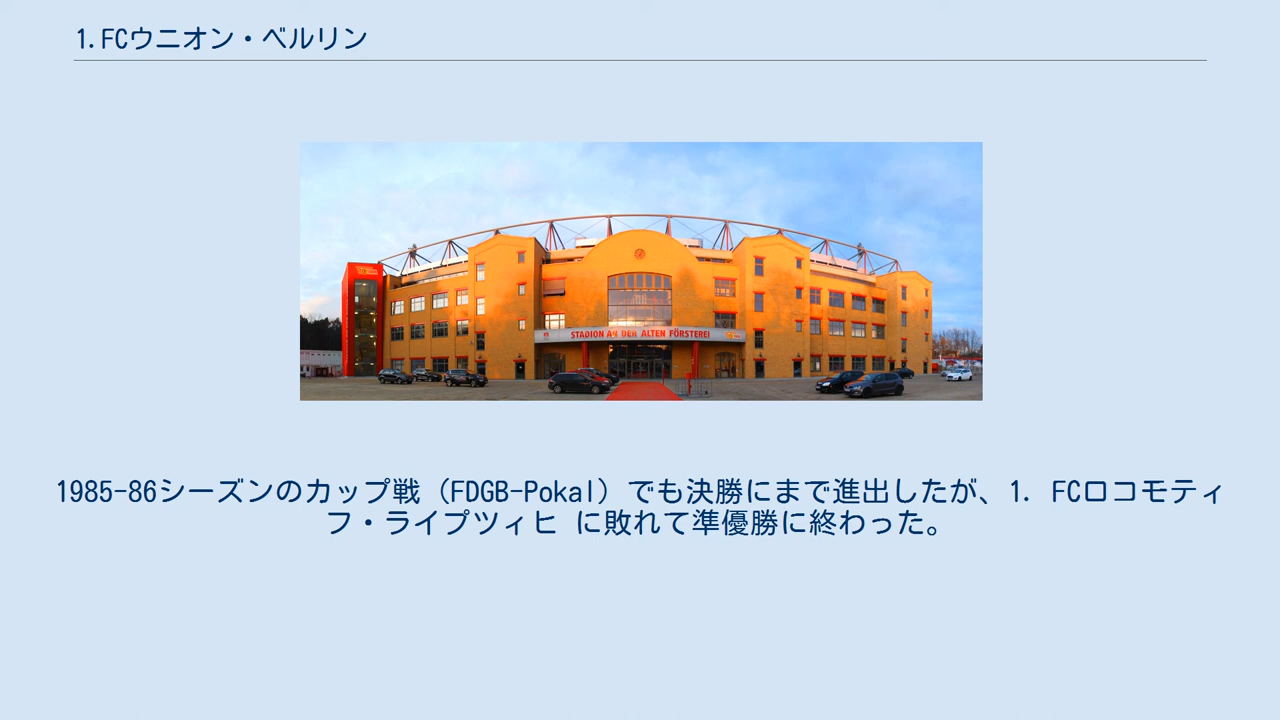 1.FCウニオン・ベルリン
STADION AN DER ALTEN FÖRSTEREI
1985-86シーズンのカップ戦（FDGB-Pokal）でも決勝にまで進出したが、1. FCロコモティ
フ・ライプツィヒ に敗れて準優勝に終わった。